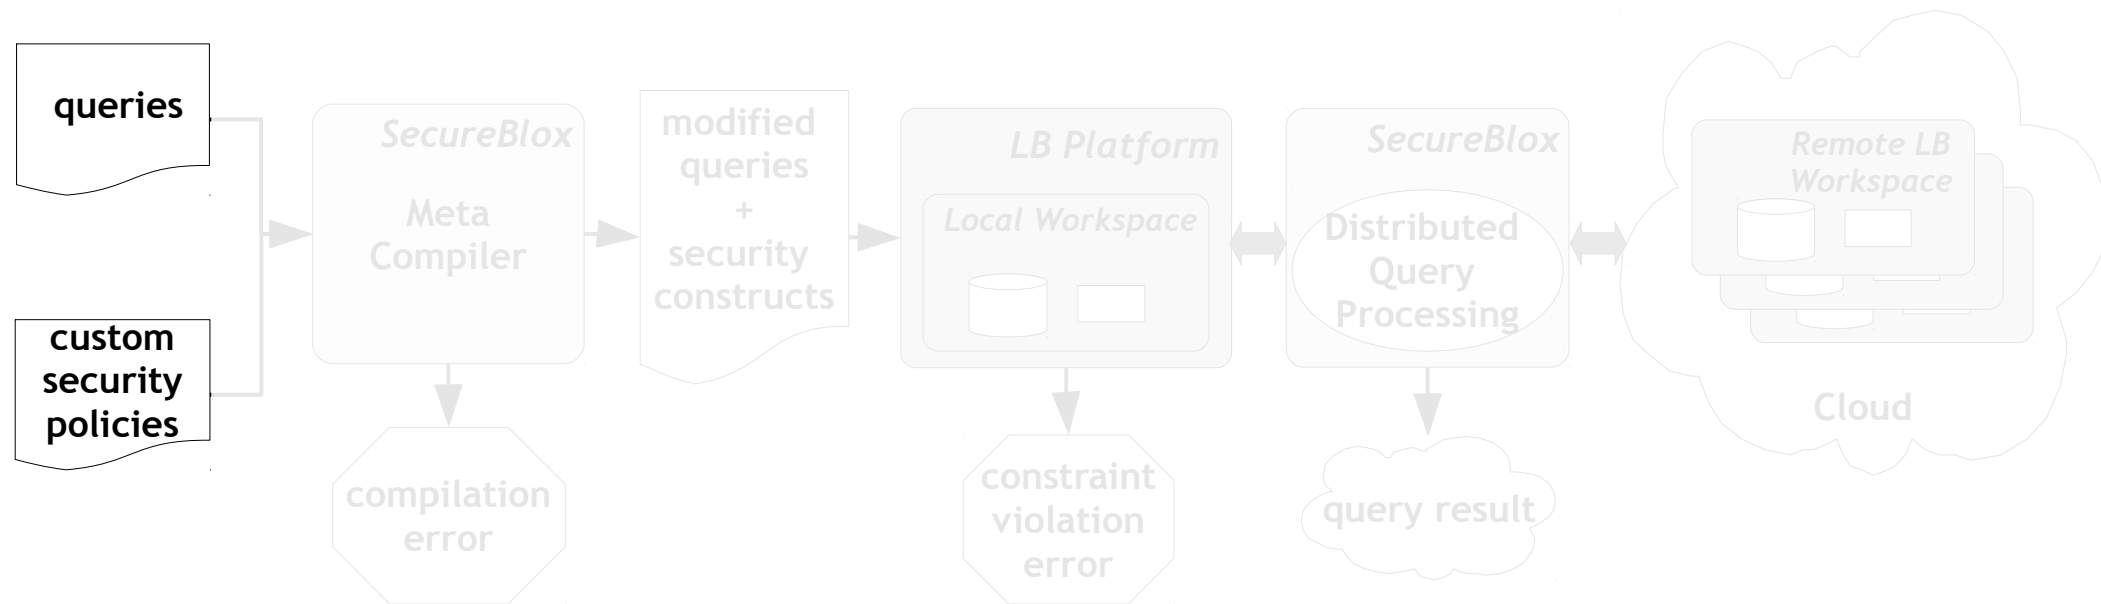 queries
custom
security
policies
SecureBlox
Meta
Compiler
compilation
error
modified
queries
+
security
constructs
LB Platform
Local Workspace
constraint
violation
error
SecureBlox
Distributed
Query
Processing
query result
Remote LB
Workspace
Cloud